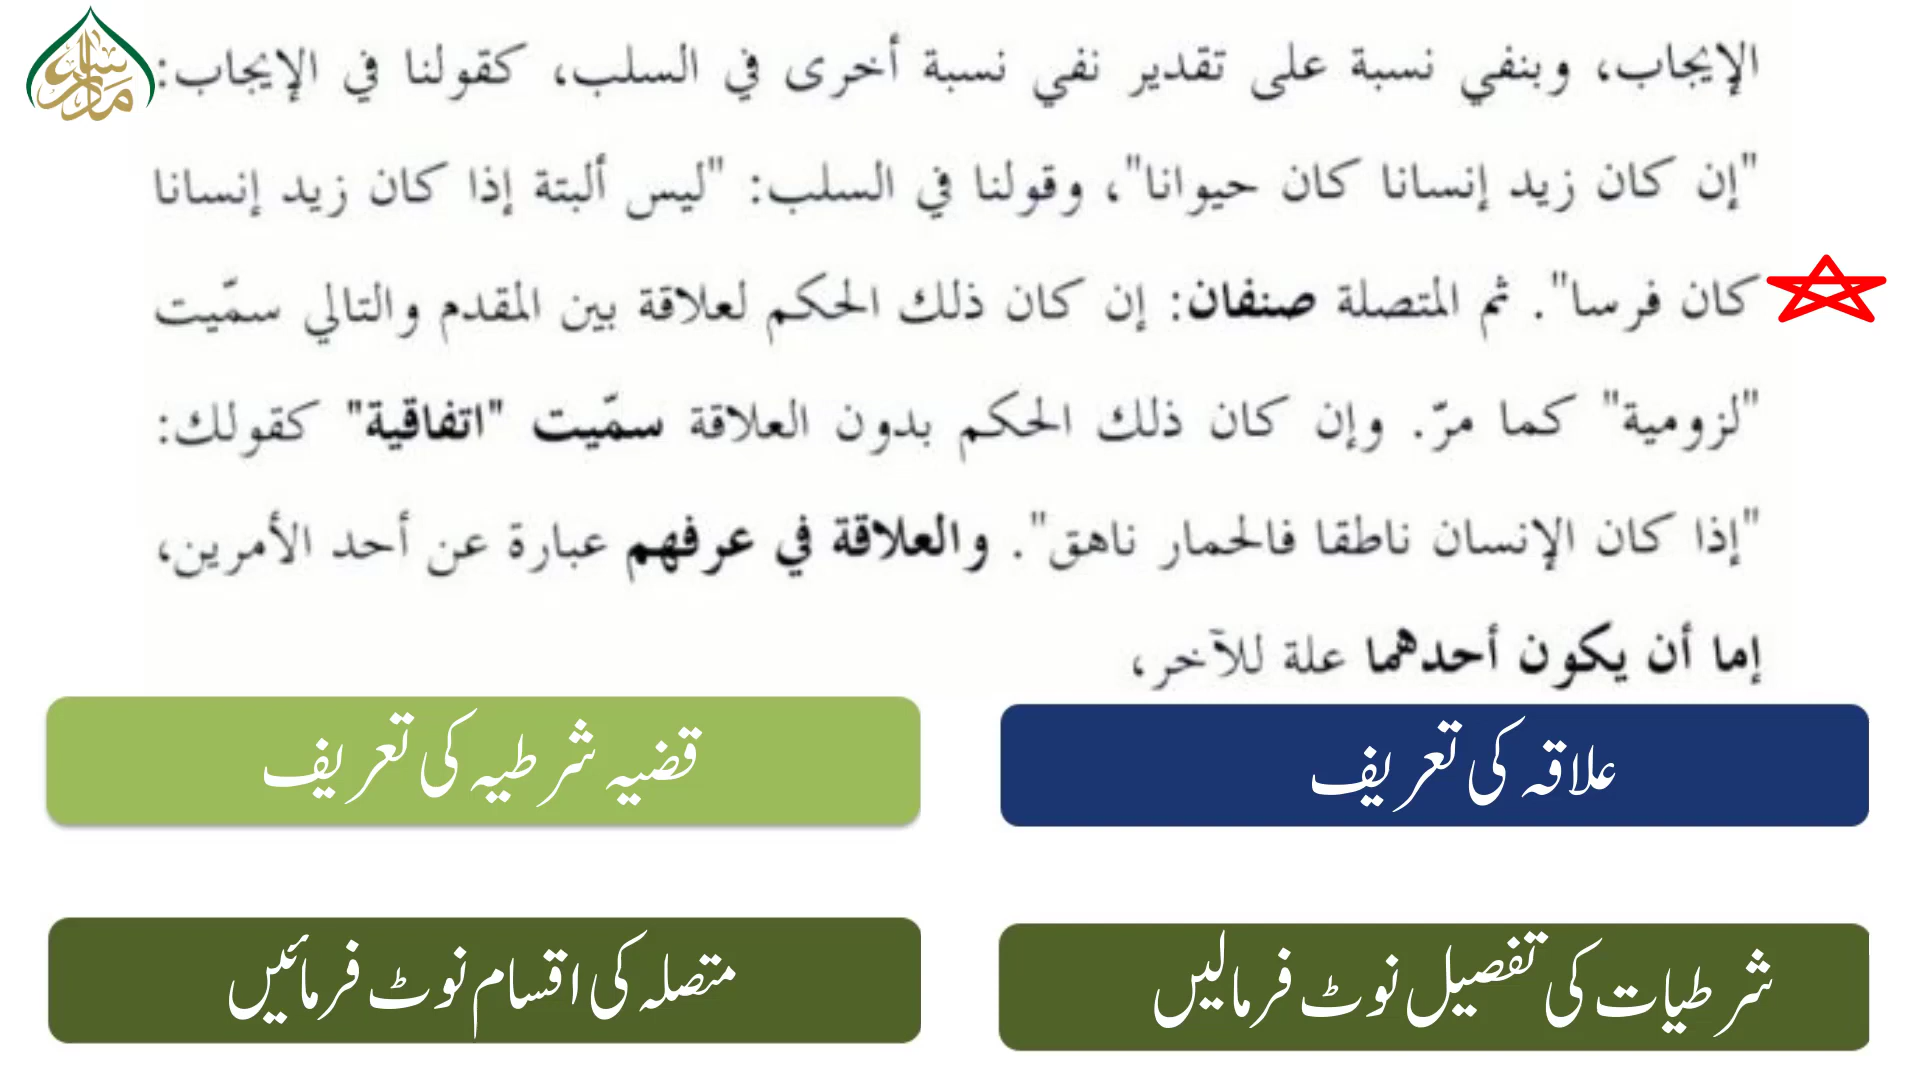 الإيجاب، وبنفي نسبة على تقدير نفي نسبة أخرى في السلب، كقولنا في الإيجاب:
"إن كان زيد إنسانا كان حيوانا"، وقولنا في السلب: "ليس ألبتة إذا كان زيد إنسانا
كان فرسا". ثم المتصلة صنفان: إن كان ذلك الحكم لعلاقة بين المقدم والتالي سمّيت
"لزومية" كما مرّ. وإن كان ذلك الحكم بدون العلاقة سمّيت "اتفاقية" كقولك:
"إذا كان الإنسان ناطقا فالحمار ناهق". والعلاقة في عرفهم عبارة عن أحد الأمرين،
إما أن يكون أحدهما علة للآخر،
علاقہ کی تعریف
قضیہ شرطیہ کی تعریف
شرطیات کی تفصیل نوٹ فرمالیں
متصلہ کی اقسام نوٹ فرمائیں